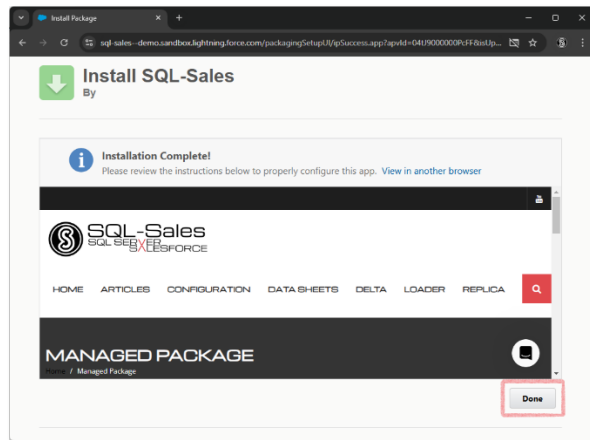 Install Package
sql-sales--demo.sandbox.lightning.force.com/packagingSetupUI/ipSuccess.app?apvId=04tJ9000000PcFF&isUp...
Install SQL-Sales
By
Installation Complete!
Please review the instructions below to properly configure this app. View in another browser
SQL-Sales
SQL SERVER
SALESFORCE
HOME ARTICLES CONFIGURATION DATA SHEETS DELTA LOADER REPLICA
MANAGED PACKAGE
Home / Managed Package
Done